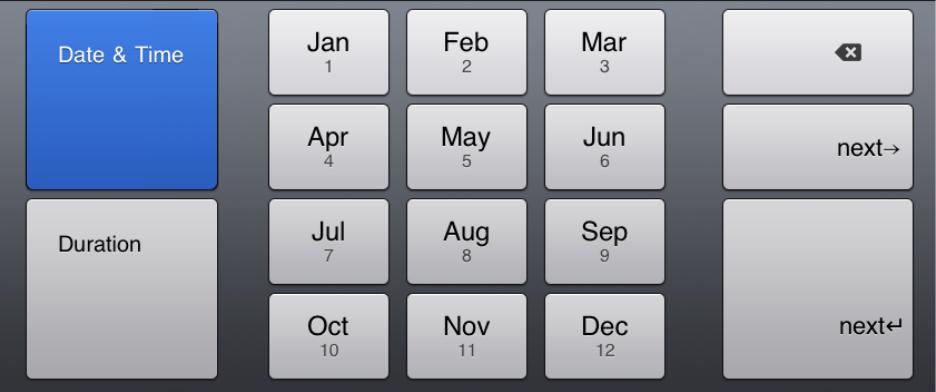 Date & Time
Duration
Jan
1
Feb
2
Mar
3
Apr
4
May
5
Jun
6
Jul
7
Aug
8
Sep
9
Oct
10
Nov
11
Dec
12
next→
next↵